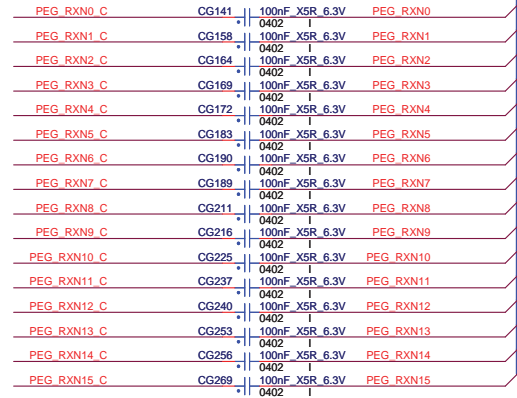 PEG_RXN0_C CG141 100nF_X5R_6.3V PEG_RXN0
0402 I
PEG_RXN1_C CG158 100nF_X5R_6.3V PEG_RXN1
0402 I
PEG_RXN2_C CG164 100nF_X5R_6.3V PEG_RXN2
0402 I
PEG_RXN3_C CG169 100nF_X5R_6.3V PEG_RXN3
0402 I
PEG_RXN4_C CG172 100nF_X5R_6.3V PEG_RXN4
0402 I
PEG_RXN5_C CG183 100nF_X5R_6.3V PEG_RXN5
0402 I
PEG_RXN6_C CG190 100nF_X5R_6.3V PEG_RXN6
0402 I
PEG_RXN7_C CG189 100nF_X5R_6.3V PEG_RXN7
0402 I
PEG_RXN8_C CG211 100nF_X5R_6.3V PEG_RXN8
0402 I
PEG_RXN9_C CG216 100nF_X5R_6.3V PEG_RXN9
0402 I
PEG_RXN10_C CG225 100nF_X5R_6.3V PEG_RXN10
0402 I
PEG_RXN11_C CG237 100nF_X5R_6.3V PEG_RXN11
0402 I
PEG_RXN12_C CG240 100nF_X5R_6.3V PEG_RXN12
0402 I
PEG_RXN13_C CG253 100nF_X5R_6.3V PEG_RXN13
0402 I
PEG_RXN14_C CG256 100nF_X5R_6.3V PEG_RXN14
0402 I
PEG_RXN15_C CG269 100nF_X5R_6.3V PEG_RXN15
0402 I